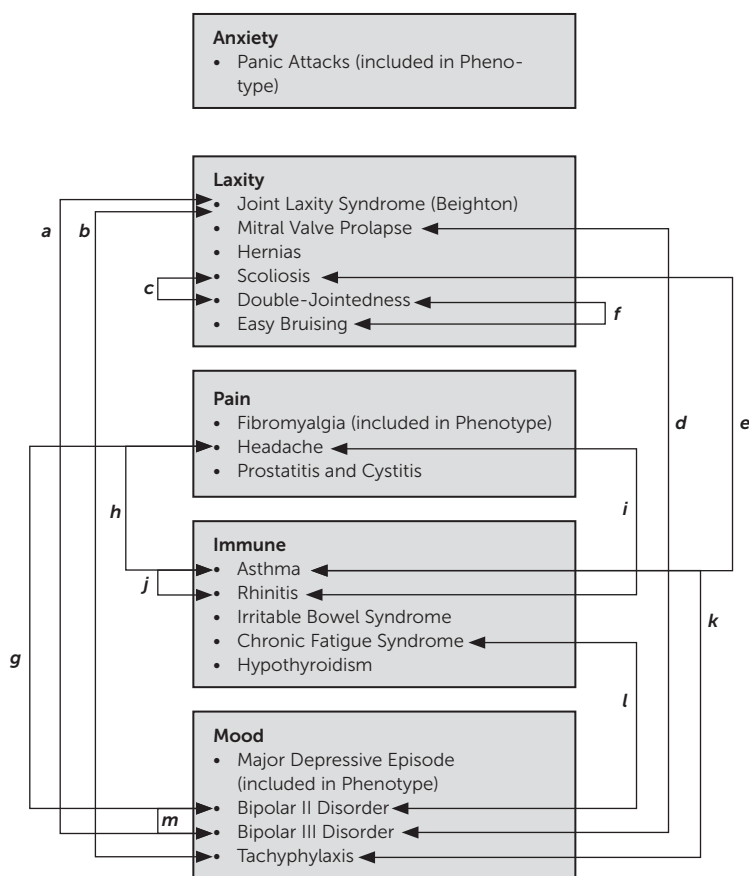 Anxiety
• Panic Attacks (included in Pheno-
type)
Laxity
• Joint Laxity Syndrome (Beighton)
• Mitral Valve Prolapse
• Hernias
• Scoliosis
• Double-Jointedness
• Easy Bruising
a
b
c
f
Pain
• Fibromyalgia (included in Phenotype)
• Headache
• Prostatitis and Cystitis
d
e
h
i
Immune
• Asthma
• Rhinitis
• Irritable Bowel Syndrome
• Chronic Fatigue Syndrome
• Hypothyroidism
j
k
g
l
Mood
• Major Depressive Episode
(included in Phenotype)
• Bipolar II Disorder
• Bipolar III Disorder
• Tachyphylaxis
m